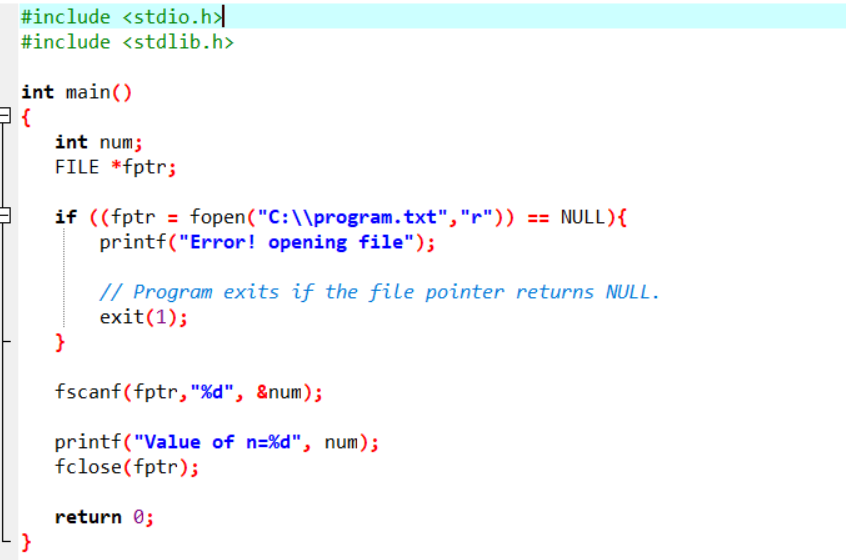 #include <stdio.h>
#include <stdlib.h>
int main()
{
int num;
FILE *fptr;
if ((fptr = fopen("C:\\program.txt","r")) == NULL){
printf("Error! opening file");
// Program exits if the file pointer returns NULL.
exit(1);
}
fscanf(fptr,"%d", &num);
printf("Value of n=%d", num);
fclose(fptr);
return 0;
}